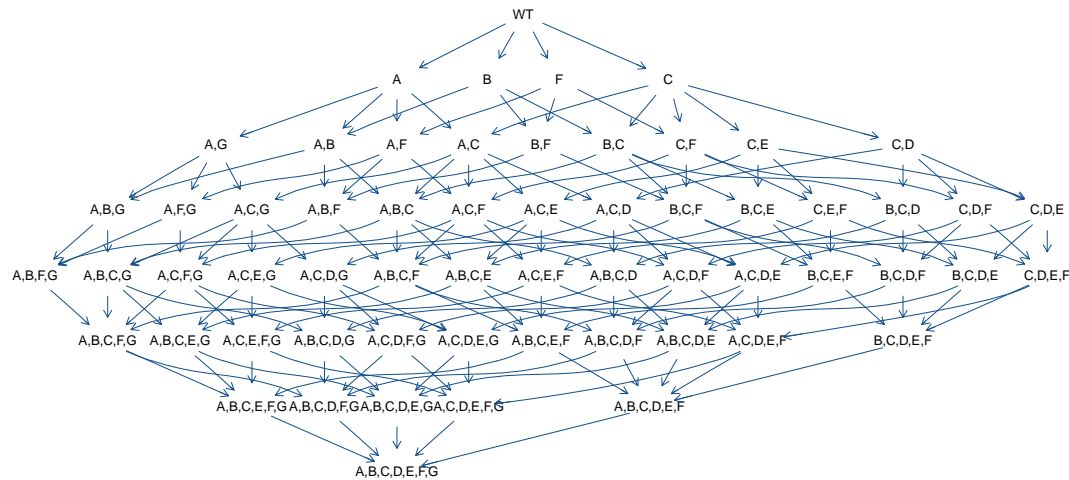 WT
A B F C
A,G A,B A,F A,C B,F B,C C,F C,E C,D
A,B,G A,F,G A,C,G A,B,F A,B,C A,C,F A,C,E A,C,D B,C,F B,C,E C,E,F B,C,D C,D,F C,D,E
A,B,F,G A,B,C,G A,C,F,G A,C,E,G A,C,D,G A,B,C,F A,B,C,E A,C,E,F A,B,C,D A,C,D,F A,C,D,E B,C,E,F B,C,D,F B,C,D,E C,D,E,F
A,B,C,F,G A,B,C,E,G A,C,E,F,G A,B,C,D,G A,C,D,F,G A,C,D,E,G A,B,C,E,F A,B,C,D,F A,B,C,D,E A,C,D,E,F B,C,D,E,F
A,B,C,E,F,G A,B,C,D,F,G A,B,C,D,E,G A,C,D,E,F,G A,B,C,D,E,F
A,B,C,D,E,F,G